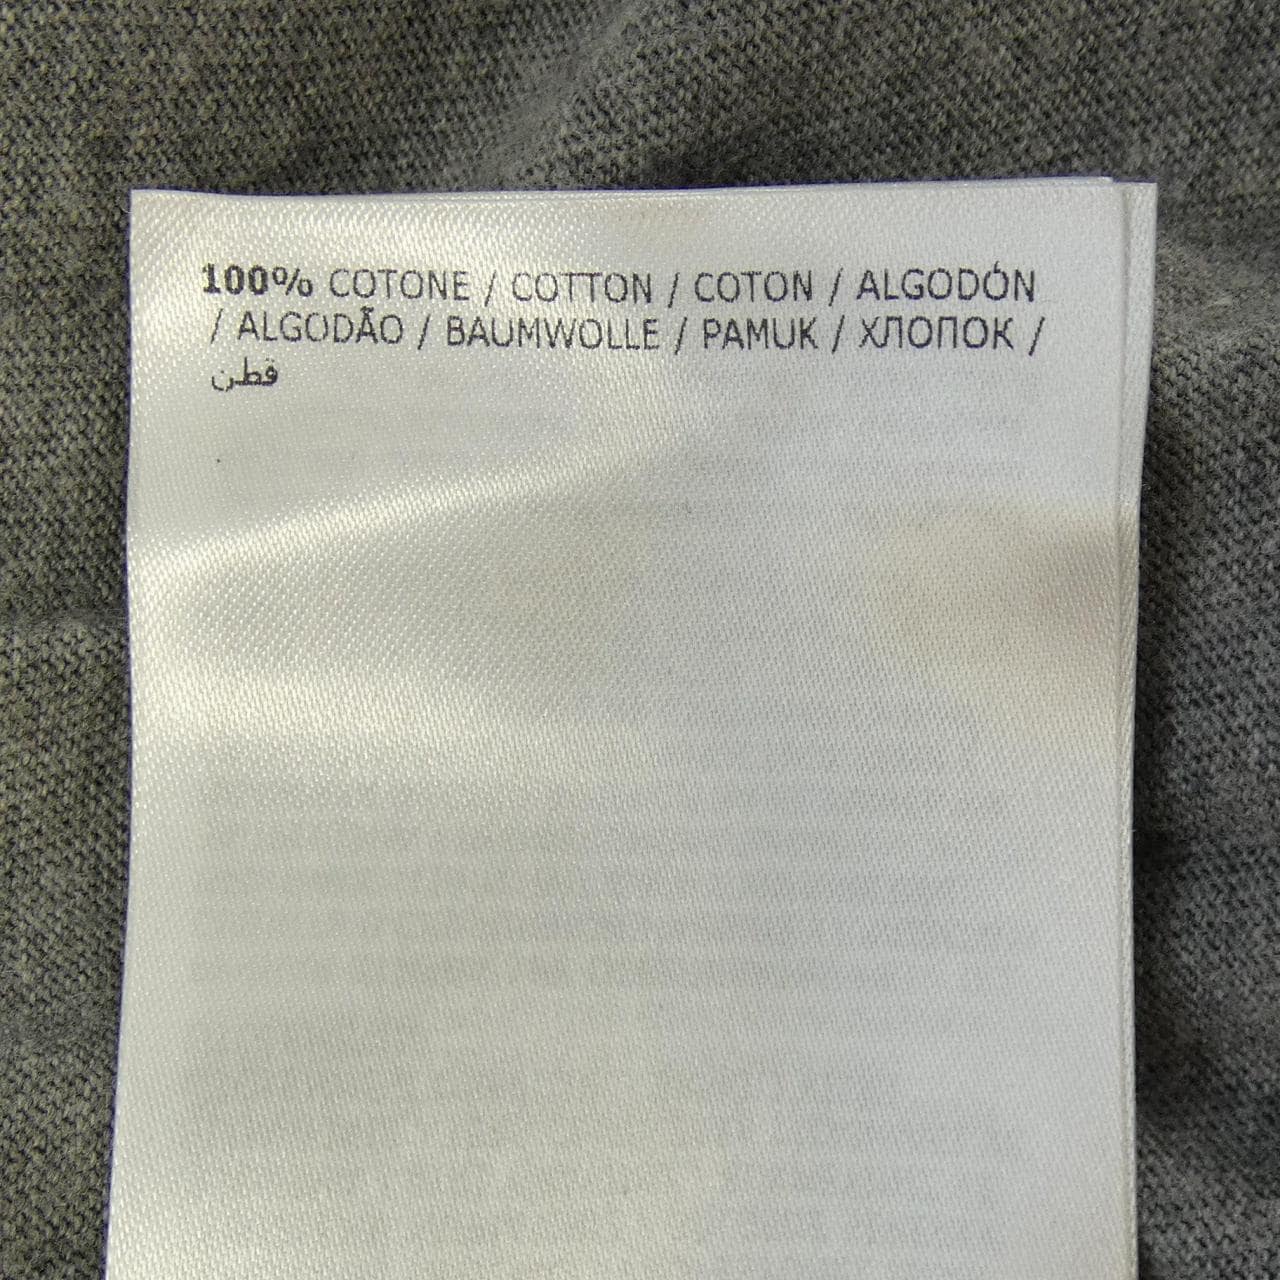 100% COTONE / COTTON / COTON / ALGODÓN
/ ALGODÃO / BAUMWOLLE / PAMUK / ХЛОПОК /
قطن